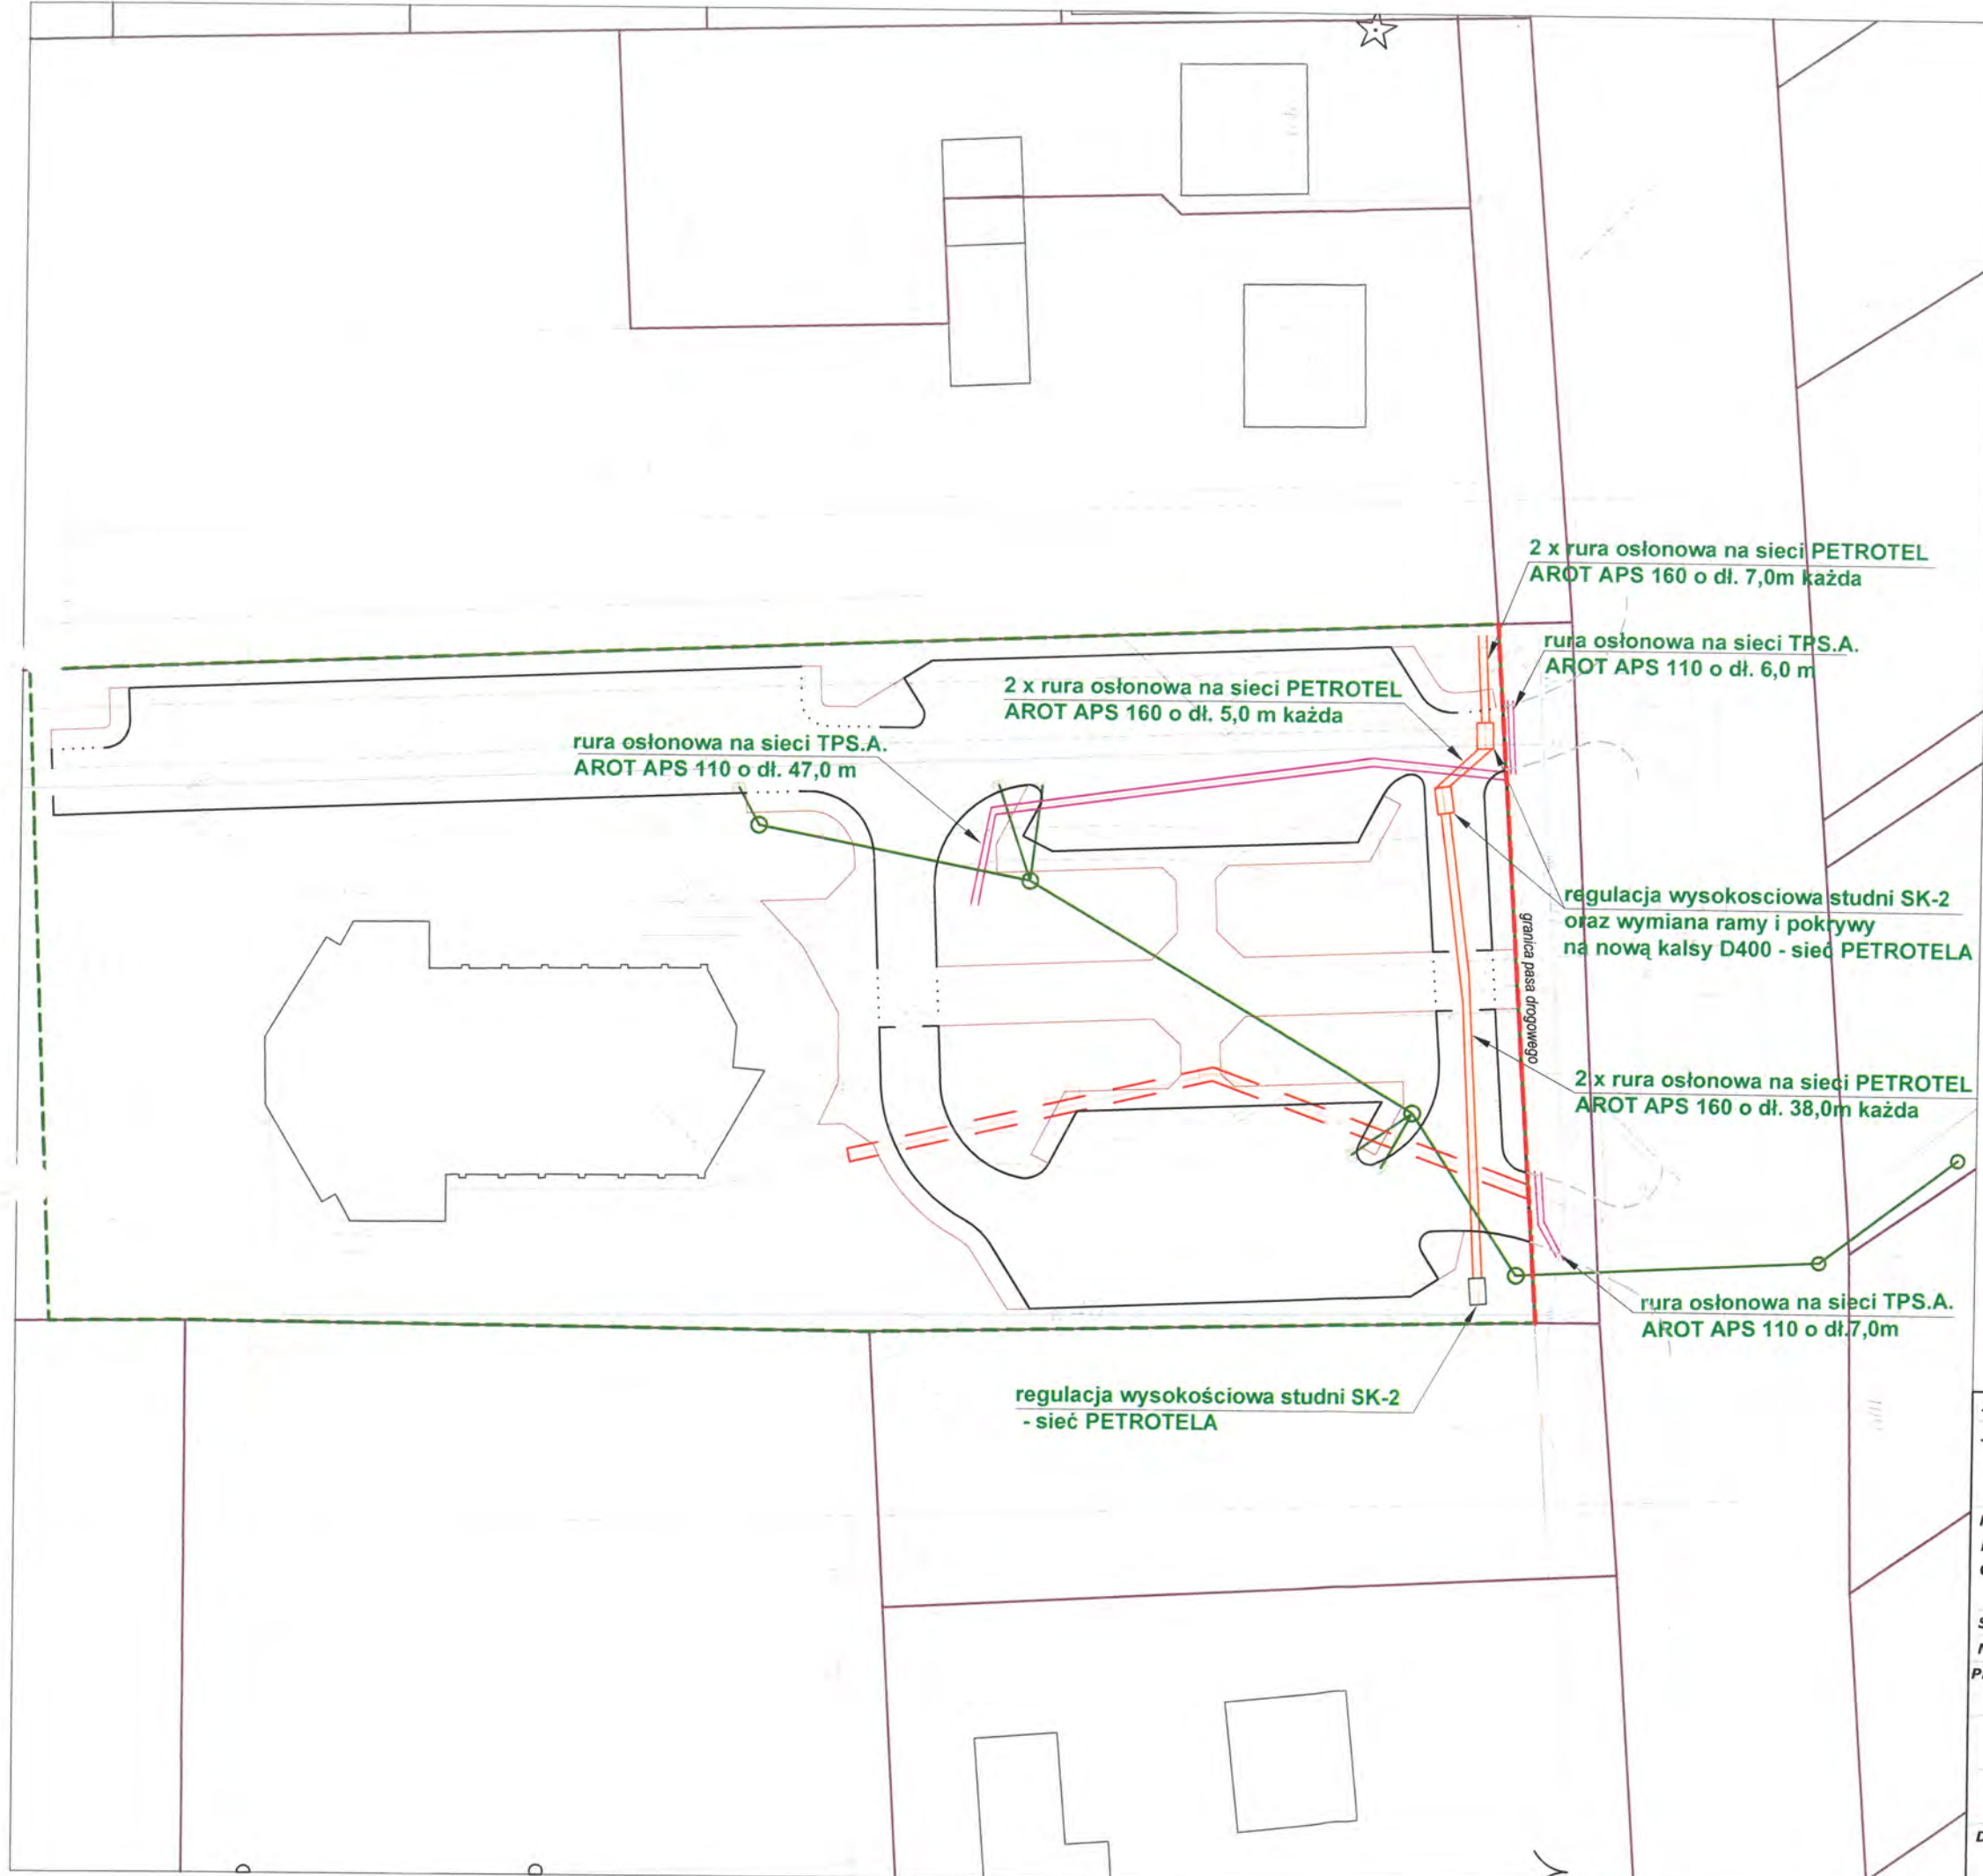 2 x rura osłonowa na sieci PETROTEL
AROT APS 160 o dł. 7,0m każda
rura osłonowa na sieci TPS.A.
AROT APS 110 o dł. 6,0 m
2 x rura osłonowa na sieci PETROTEL
AROT APS 160 o dł. 5,0 m każda
rura osłonowa na sieci TPS.A.
AROT APS 110 o dł. 47,0 m
regulacja wysokosciowa studni SK-2
oraz wymiana ramy i pokrywy
na nową kalsy D400 - sieć PETROTELA
granica pasa drogowego
2 x rura osłonowa na sieci PETROTEL
AROT APS 160 o dł. 38,0m każda
rura osłonowa na sieci TPS.A.
AROT APS 110 o dł.7,0m
regulacja wysokościowa studni SK-2
- sieć PETROTELA